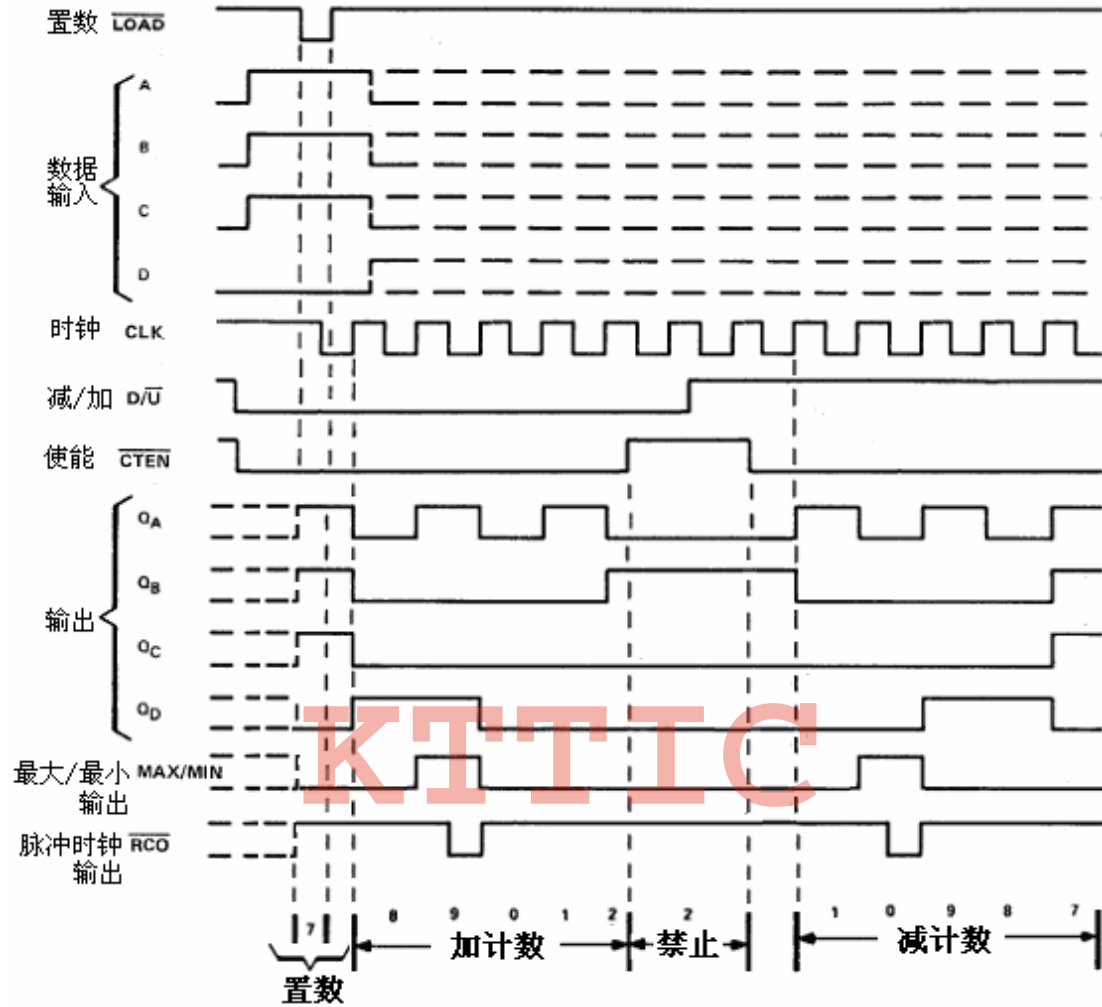 置数 LOAD
A
B
数据
输入
C
D
时钟 CLK
减/加 D/U
使能 CTEN
QA
QB
输出
QC
QD
KTTIC
最大/最小 MAX/MIN
输出
脉冲时钟 RCO
输出
7 8 9 0 1 2 2 1 0 9 8 7
加计数 禁止 减计数
置数